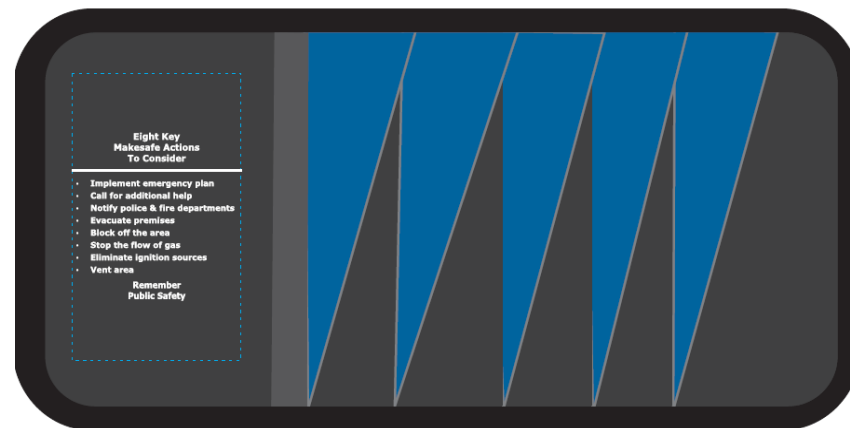 Eight Key
Makesafe Actions
To Consider
• Implement emergency plan
• Call for additional help
• Notify police & fire departments
• Evacuate premises
• Block off the area
• Stop the flow of gas
• Eliminate ignition sources
• Vent area
Remember
Public Safety